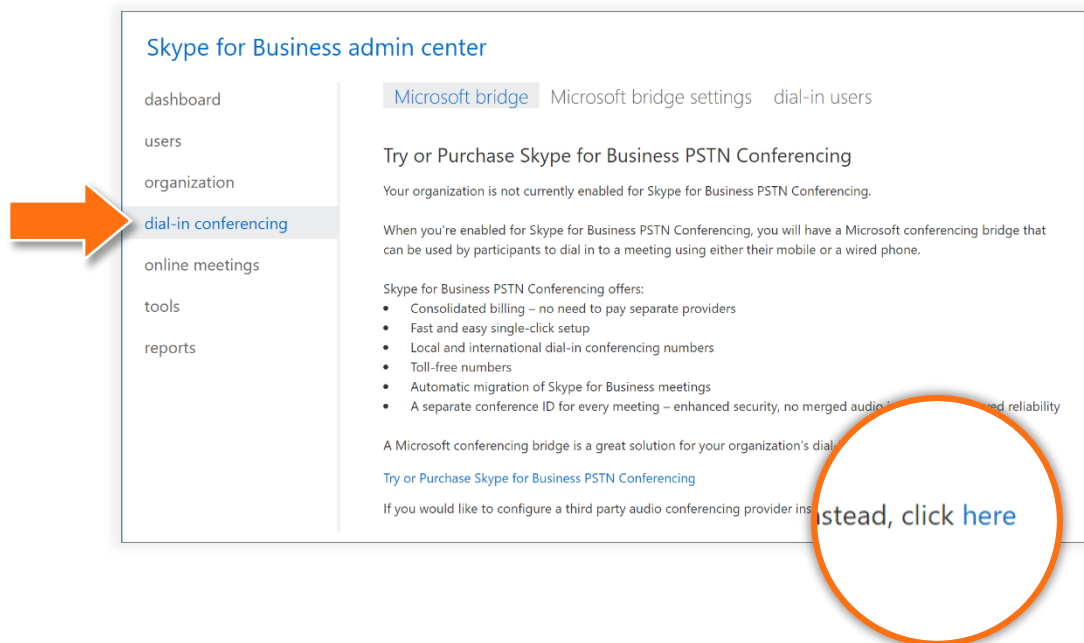 Skype for Business admin center
dashboard
users
organization
dial-in conferencing
online meetings
tools
reports
Microsoft bridge Microsoft bridge settings dial-in users
Try or Purchase Skype for Business PSTN Conferencing
Your organization is not currently enabled for Skype for Business PSTN Conferencing.
When you're enabled for Skype for Business PSTN Conferencing, you will have a Microsoft conferencing bridge that
can be used by participants to dial in to a meeting using either their mobile or a wired phone.
Skype for Business PSTN Conferencing offers:
• Consolidated billing – no need to pay separate providers
• Fast and easy single-click setup
• Local and international dial-in conferencing numbers
• Toll-free numbers
• Automatic migration of Skype for Business meetings
• A separate conference ID for every meeting – enhanced security, no merged audio reliability
A Microsoft conferencing bridge is a great solution for your organization's dial-
Try or Purchase Skype for Business PSTN Conferencing
If you would like to configure a third party audio conferencing provider instead, click here